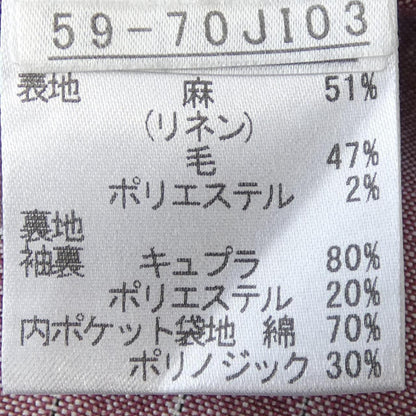 59-70JI03
表地 麻 51%
(リネン)
毛 47%
ポリエステル 2%
裏地
袖裏 キュプラ 80%
ポリエステル 20%
内ポケット袋地 綿 70%
ポリノジック 30%